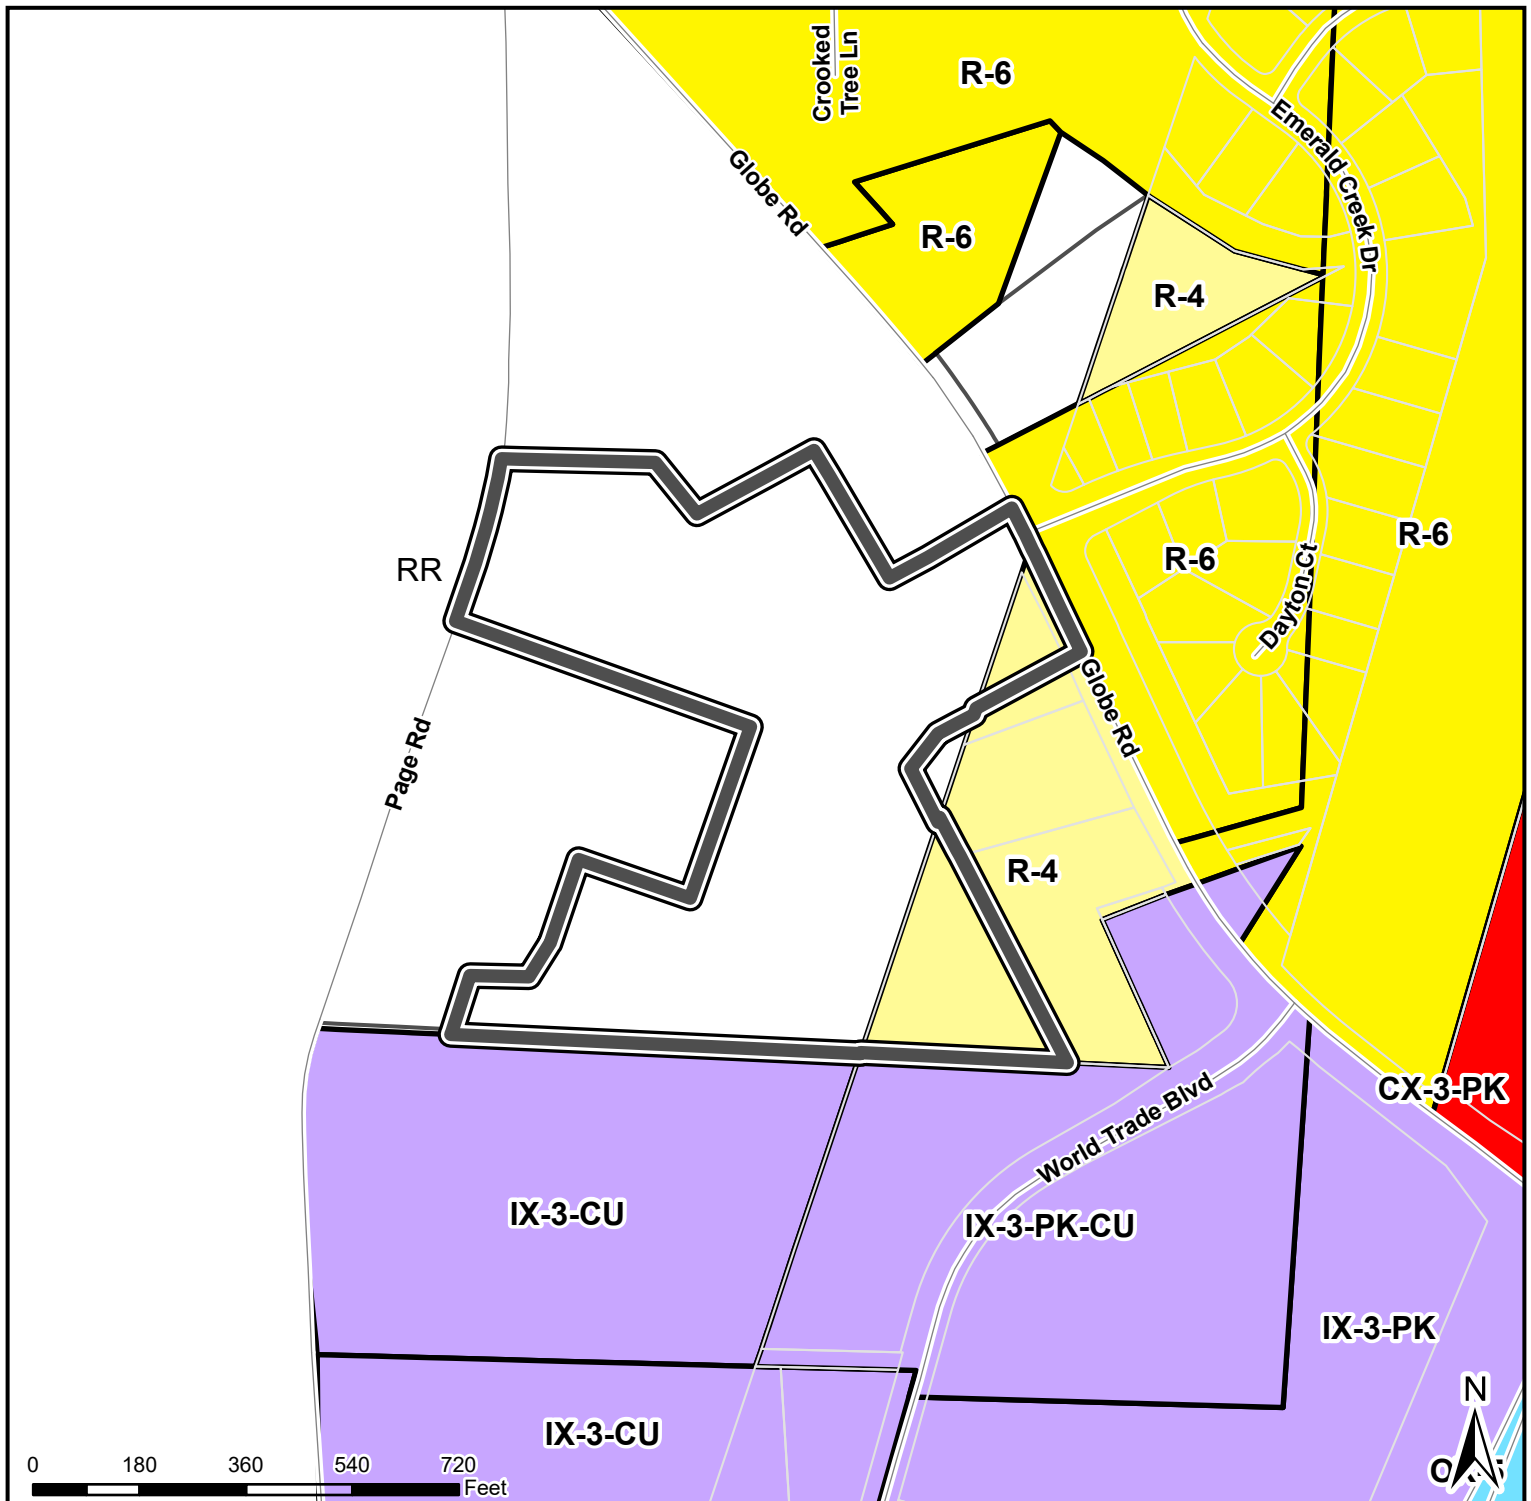 Crooked
Tree Ln
R-6
Emerald Creek Dr
Globe Rd
R-6
R-4
R-6
R-6
RR
Dayton Ct
Globe Rd
Page Rd
R-4
CX-3-PK
World Trade Blvd
IX-3-CU
IX-3-PK-CU
IX-3-PK
N
IX-3-CU
0 180 360 540 720
Feet